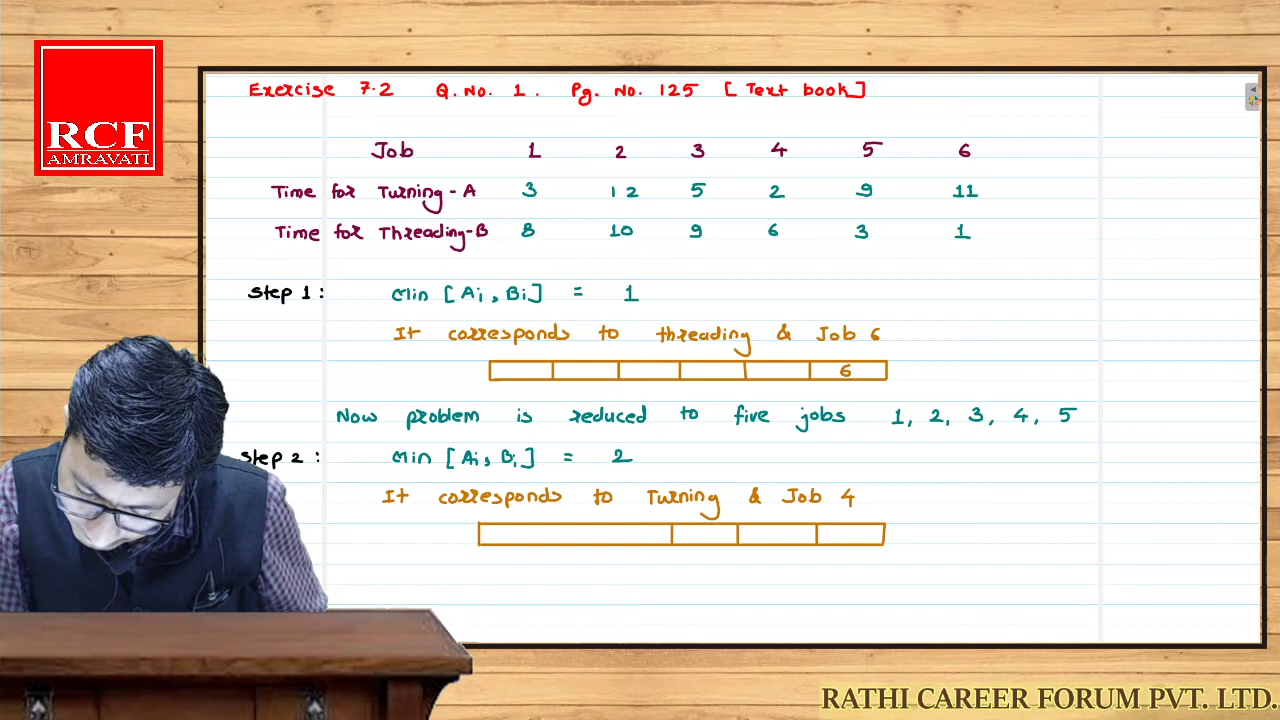 RCF
AMRAVATI
Exercise 7.2 Q. No. 1. Pg. No. 125 [Text book]
Job 1 2 3 4 5 6
Time for Turning - A 3 12 5 2 9 11
Time for Threading-B 8 10 9 6 3 1
Step 1 : Min [Ai , Bi] = 1
It corresponds to threading & Job 6
6
Now problem is reduced to five jobs 1, 2, 3, 4, 5
Step 2 : Min [Ai, Bi] = 2
It corresponds to Turning & Job 4
RATHI CAREER FORUM PVT. LTD.